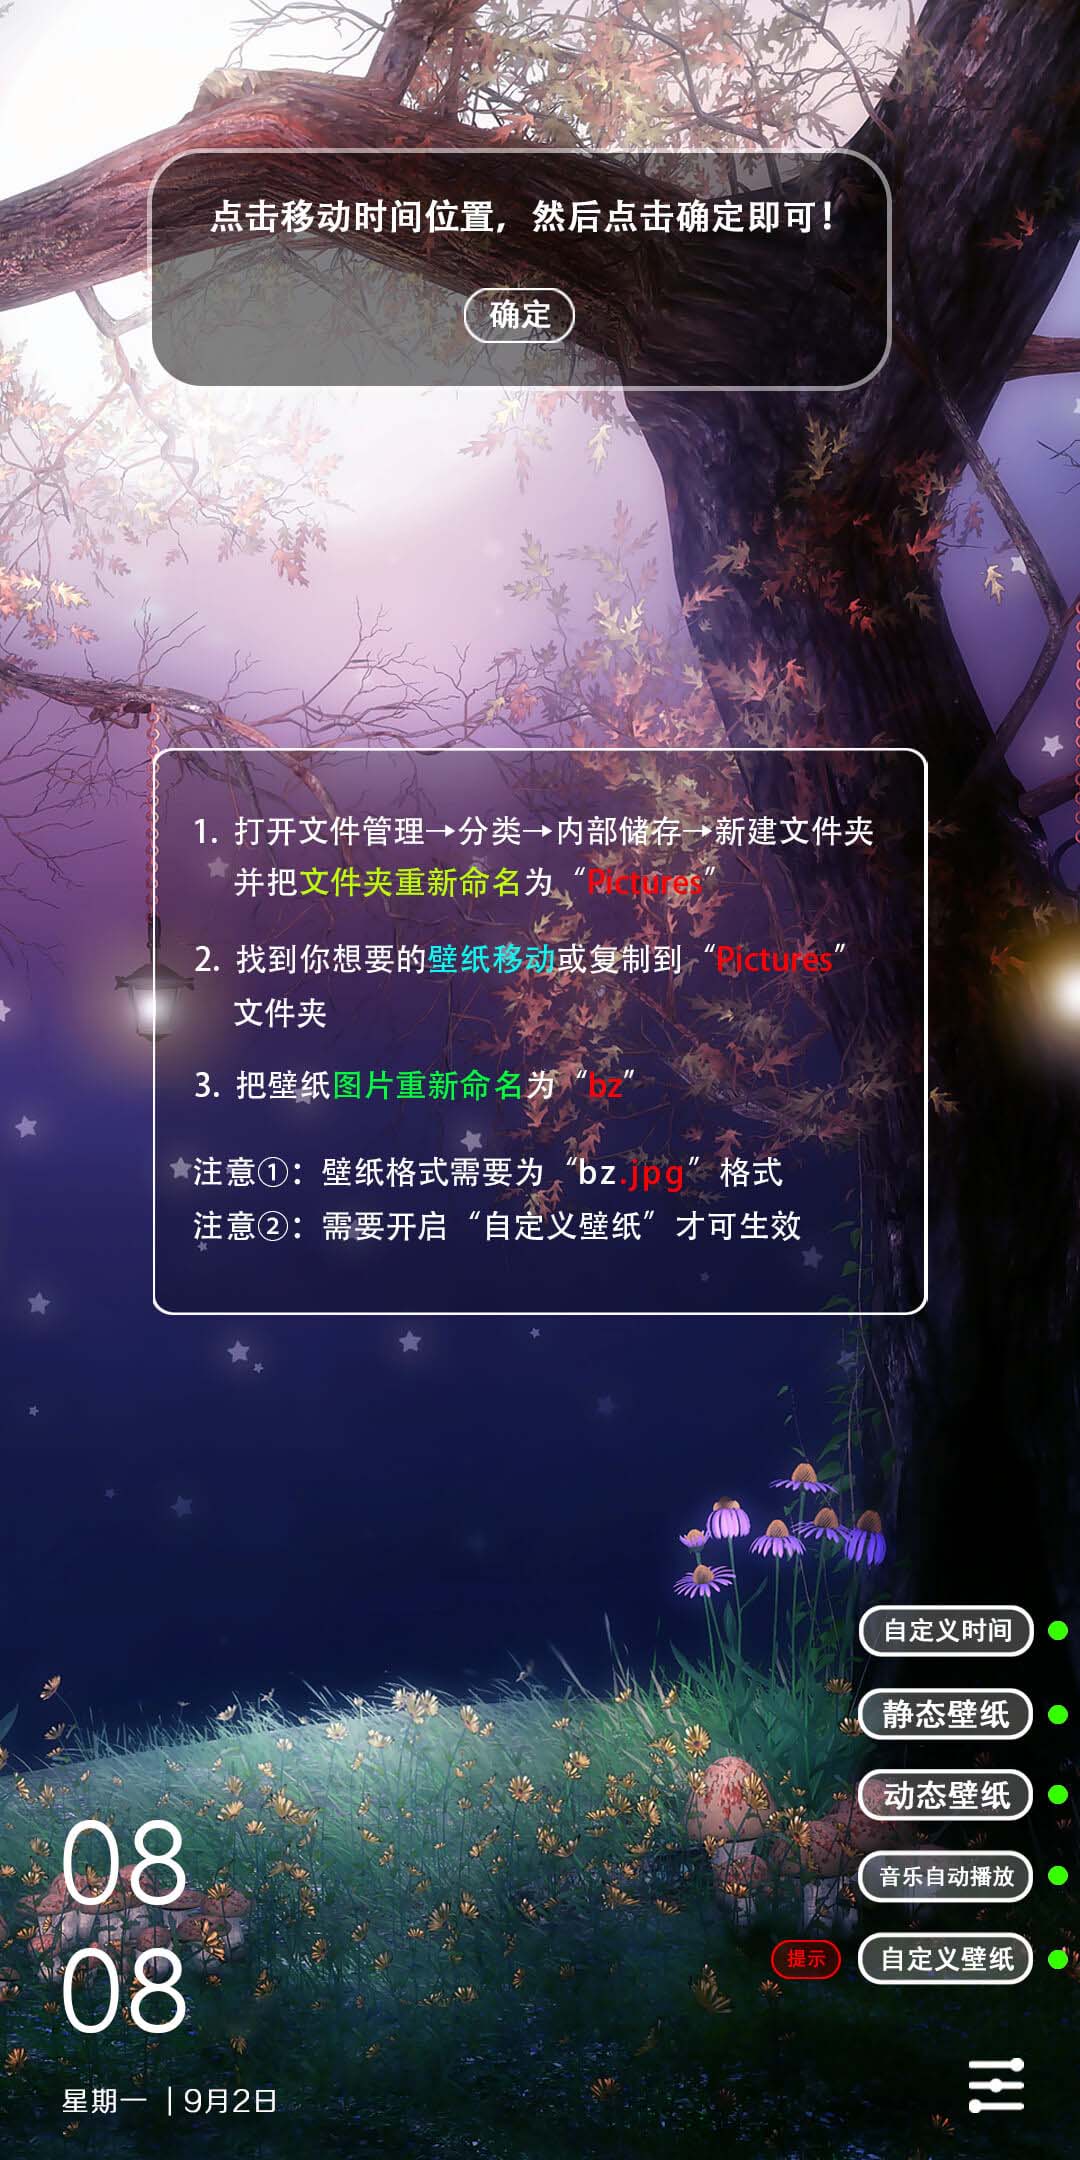 点击移动时间位置，然后点击确定即可！
确定
1. 打开文件管理→分类→内部储存→新建文件夹
并把文件夹重新命名为“Pictures”
2. 找到你想要的壁纸移动或复制到“Pictures”
文件夹
3. 把壁纸图片重新命名为“bz”
注意①：壁纸格式需要为“bz.jpg”格式
注意②：需要开启“自定义壁纸”才可生效
自定义时间
静态壁纸
动态壁纸
音乐自动播放
提示 自定义壁纸
08
08
星期一 | 9月2日